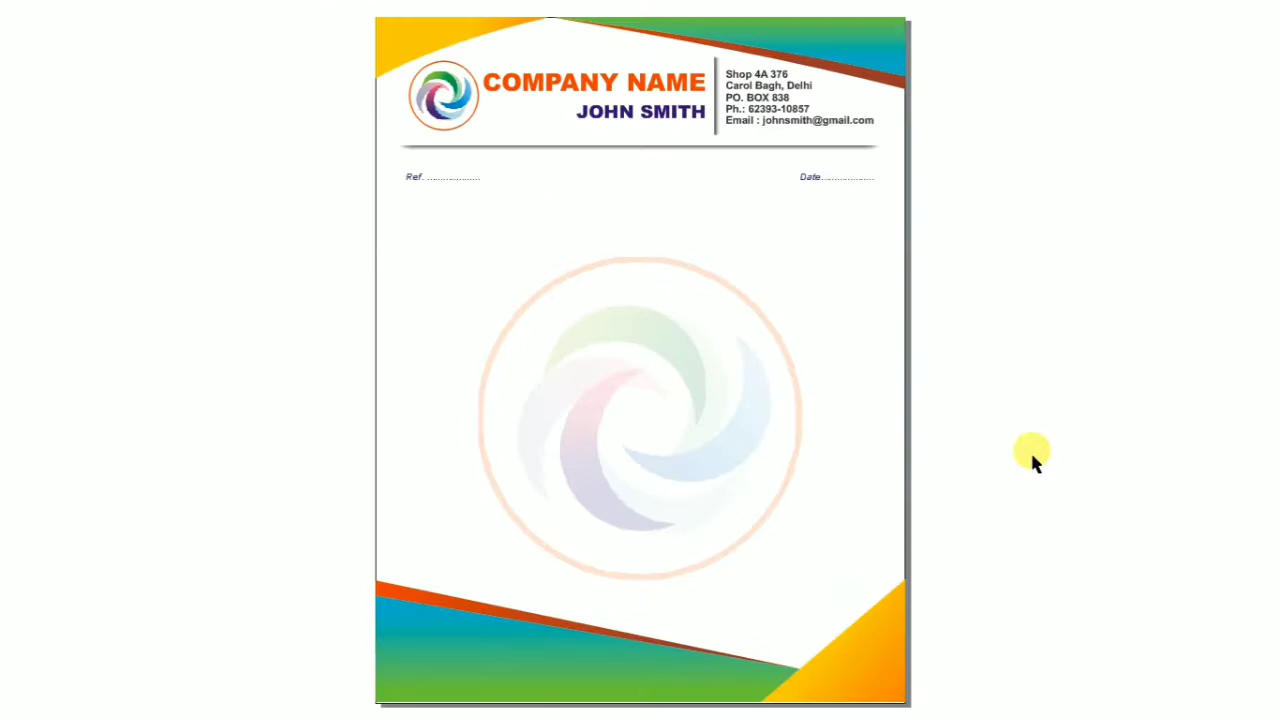 COMPANY NAME
JOHN SMITH
Shop 4A 376
Carol Bagh, Delhi
PO. BOX 838
Ph.: 62393-10857
Email : johnsmith@gmail.com
Ref. ..................
Date..................